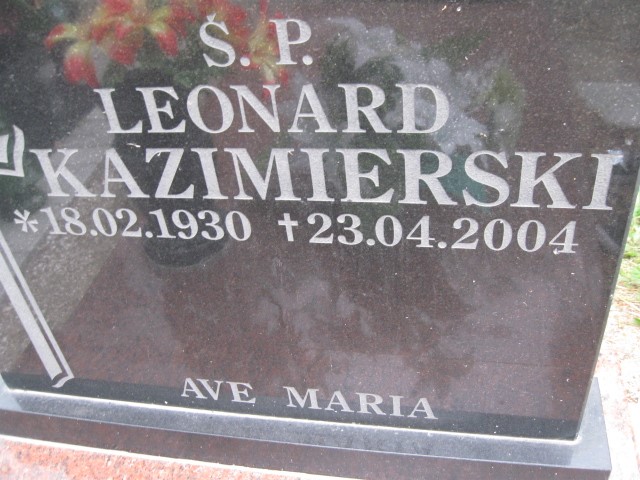 Ś. P.
LEONARD
KAZIMIERSKI
*18.02.1930 †23.04.2004
AVE MARIA